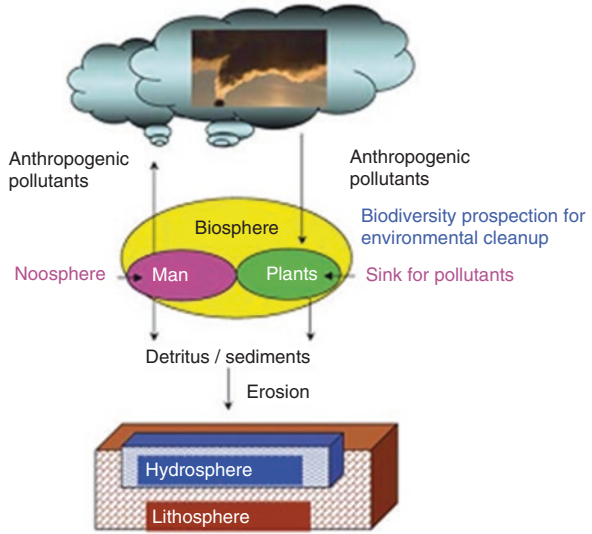 Anthropogenic
pollutants
Anthropogenic
pollutants
Biodiversity prospection for
environmental cleanup
Biosphere
Noosphere
Man
Plants
Sink for pollutants
Detritus / sediments
Erosion
Hydrosphere
Lithosphere